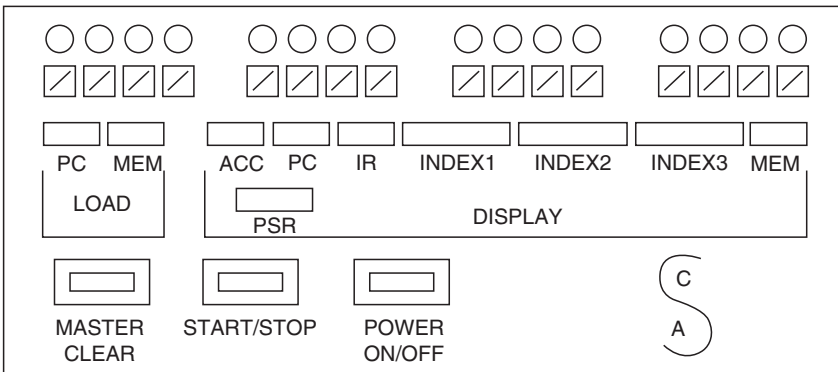 PC MEM ACC PC IR INDEX1 INDEX2 INDEX3 MEM
LOAD
PSR
DISPLAY
C
A
MASTER CLEAR
START/STOP
POWER ON/OFF